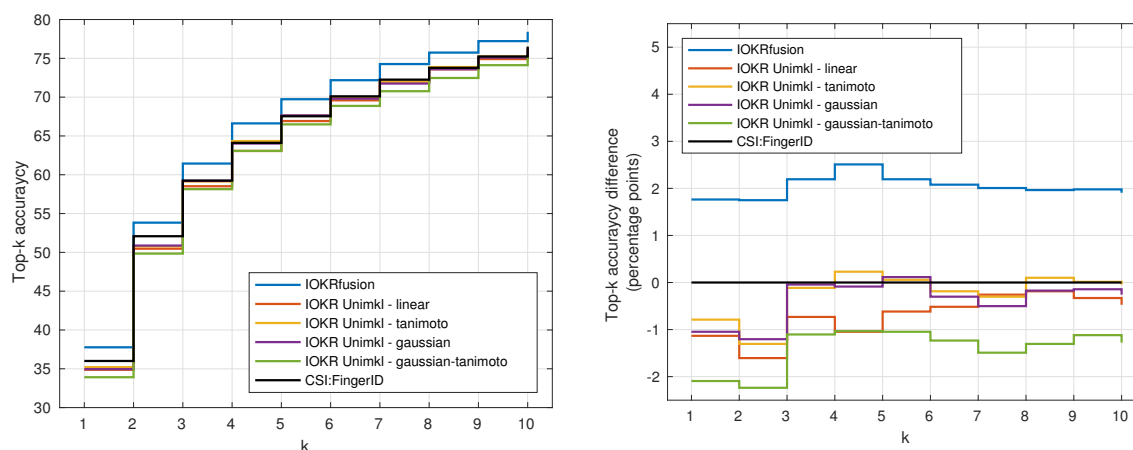 80
75
70
65
60
55
50
45
40
35
30
Top-k accuraycy
IOKRfusion
IOKR Unimkl - linear
IOKR Unimkl - tanimoto
IOKR Unimkl - gaussian
IOKR Unimkl - gaussian-tanimoto
CSI:FingerID
1 2 3 4 5 6 7 8 9 10
k
5
4
3
2
1
0
-1
-2
Top-k accuraycy difference
(percentage points)
IOKRfusion
IOKR Unimkl - linear
IOKR Unimkl - tanimoto
IOKR Unimkl - gaussian
IOKR Unimkl - gaussian-tanimoto
CSI:FingerID
1 2 3 4 5 6 7 8 9 10
k